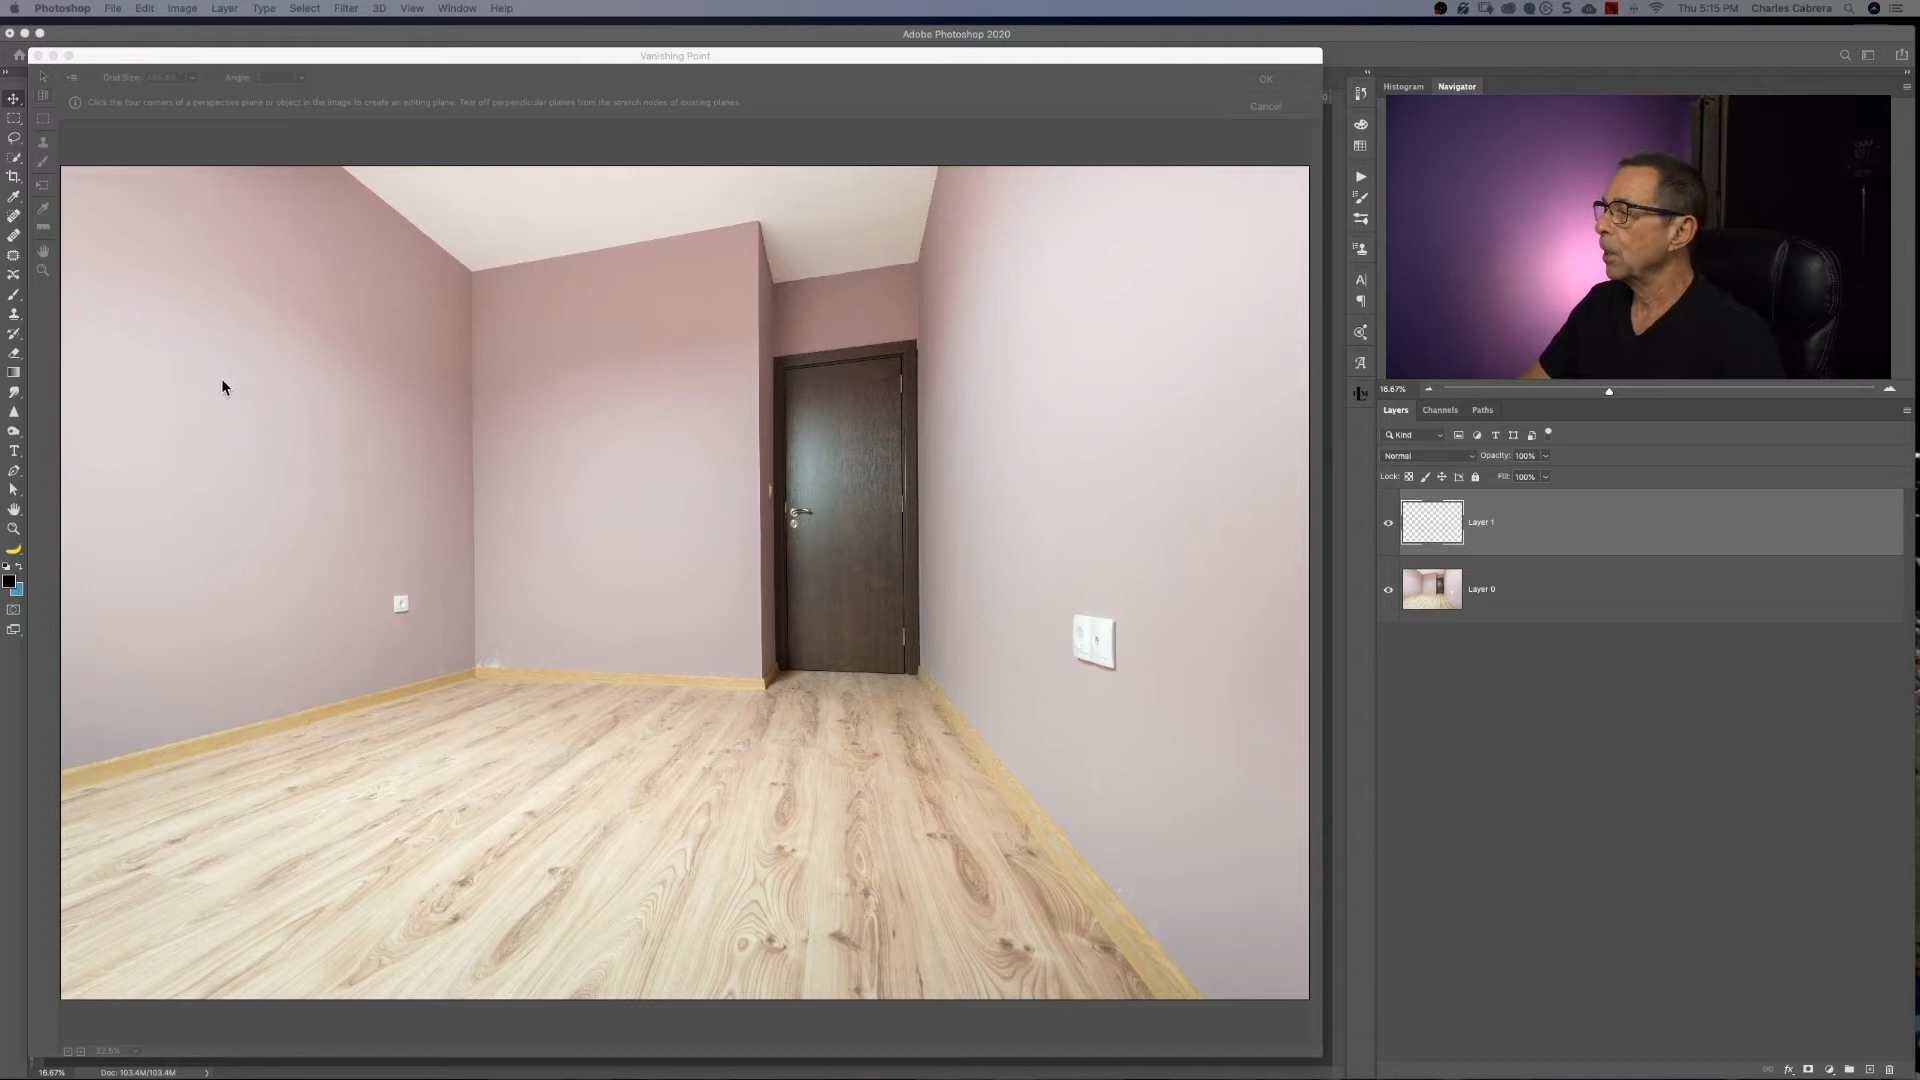 Photoshop File Edit Image Layer Type Select Filter 3D View Window Help Thu 5:15 PM Charles Cabrera
Adobe Photoshop 2020
Vanishing Point
Grid Size: Angle:
OK
Click the four corners of a perspective plane or object in the image to create an editing plane. Tear off perpendicular planes from the stretch nodes of existing planes.
Cancel
Histogram Navigator
16.67%
Layers Channels Paths
Kind
Normal Opacity: 100%
Lock: Fill: 100%
Layer 1
Layer 0
22.5%
16.67% Doc: 103.4M/103.4M